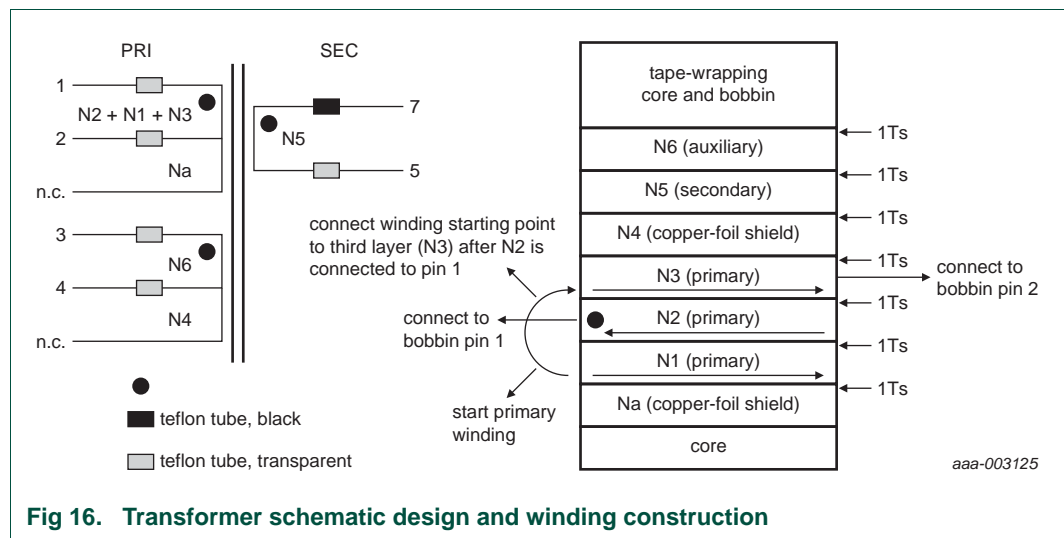 PRI
SEC
1
N2 + N1 + N3
2
Na
n.c.
3
N6
4
N4
n.c.
7
N5
5
teflon tube, black
teflon tube, transparent
connect winding starting point
to third layer (N3) after N2 is
connected to pin 1
connect to
bobbin pin 1
start primary
winding
tape-wrapping
core and bobbin
N6 (auxiliary)
N5 (secondary)
N4 (copper-foil shield)
N3 (primary)
N2 (primary)
N1 (primary)
Na (copper-foil shield)
core
1Ts
1Ts
1Ts
1Ts
1Ts
1Ts
1Ts
connect to
bobbin pin 2
aaa-003125
Fig 16. Transformer schematic design and winding construction